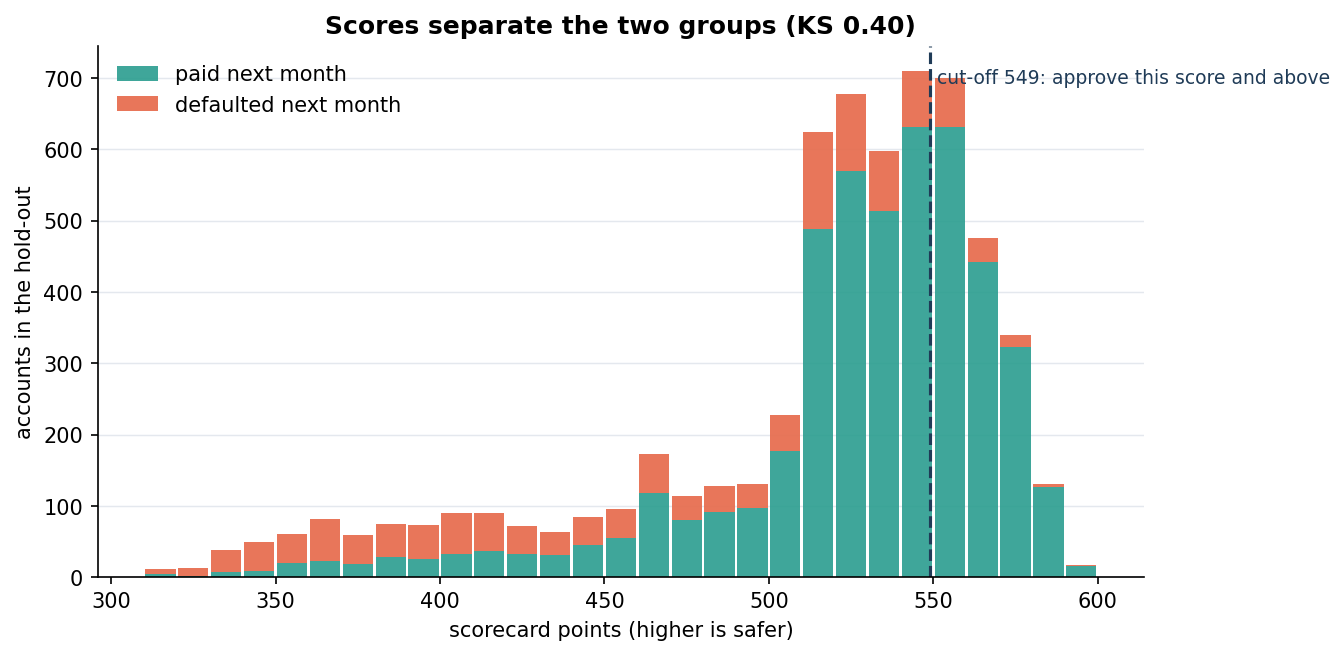 Scores separate the two groups (KS 0.40)
paid next month
defaulted next month
cut-off 549: approve this score and above
accounts in the hold-out
700
600
500
400
300
200
100
0
300 350 400 450 500 550 600
scorecard points (higher is safer)